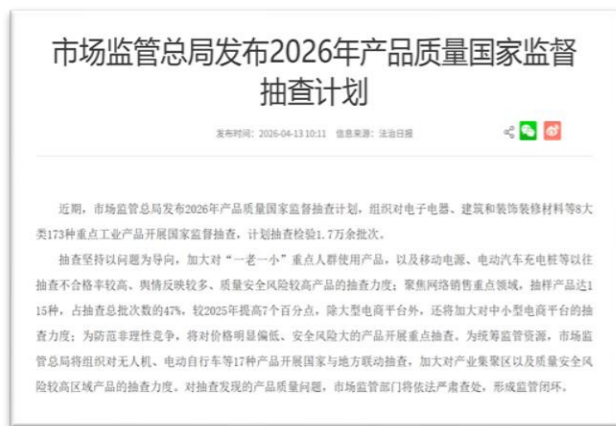 市场监管总局发布2026年产品质量国家监督
抽查计划
发布时间：2026-04-13 10:11 信息来源：法治日报
近期，市场监管总局发布2026年产品质量国家监督抽查计划，组织对电子电器、建筑和装饰装修材料等8大
类173种重点工业产品开展国家监督抽查，计划抽查检验1.7万余批次。
抽查坚持以问题为导向，加大对“一老一小”重点人群使用产品，以及移动电源、电动汽车充电桩等以往
抽查不合格率较高、舆情反映较多、质量安全风险较高产品的抽查力度；聚焦网络销售重点领域，抽样产品达1
15种，占抽查总批次数的47%，较2025年提高7个百分点，除大型电商平台外，还将加大对中小型电商平台的抽
查力度；为防范非理性竞争，将对价格明显偏低、安全风险大的产品开展重点抽查。为统筹监管资源，市场监
管总局将组织对无人机、电动自行车等17种产品开展国家与地方联动抽查，加大对产业集聚区以及质量安全风
险较高区域产品的抽查力度。对抽查发现的产品质量问题，市场监管部门将依法严肃查处，形成监管闭环。